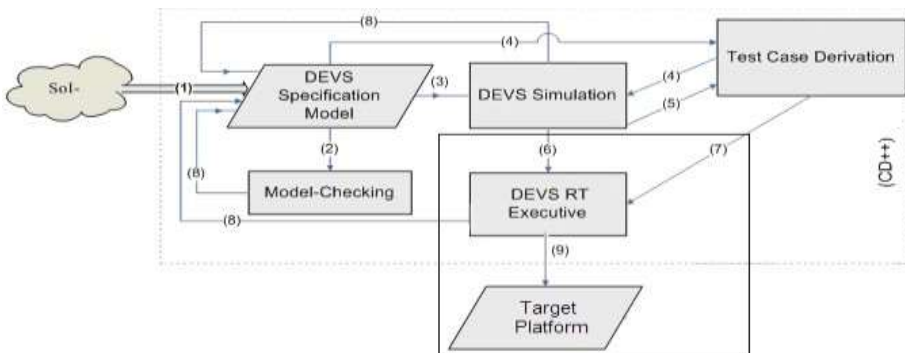 (8)
(4)
Test Case Derivation
SoI-
(1)
DEVS
Specification
Model
(3)
DEVS Simulation
(4)
(5)
(2)
(6)
(7)
(8)
Model-Checking
DEVS RT
Executive
(8)
(9)
(CD++)
Target
Platform